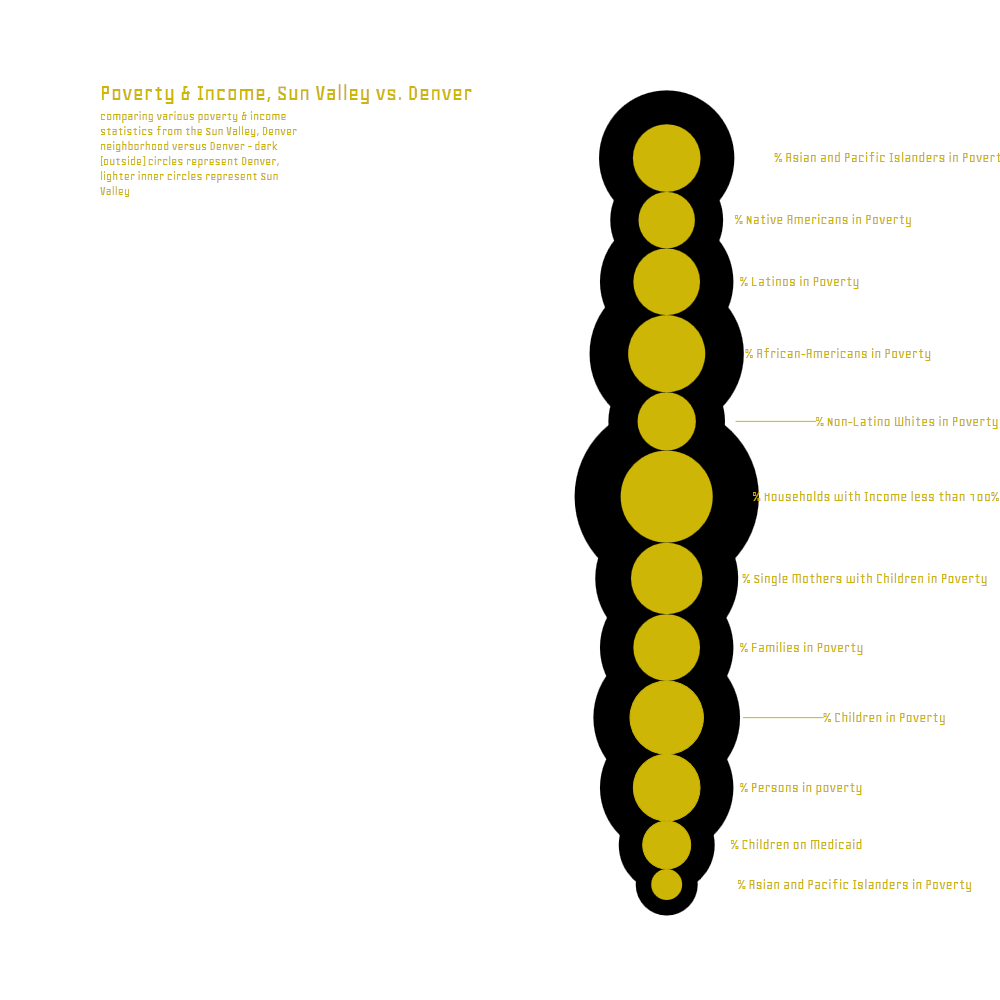 Poverty & Income, Sun Valley vs. Denver
comparing various poverty & income
statistics from the Sun Valley, Denver
neighborhood versus Denver - dark
[outside] circles represent Denver,
lighter inner circles represent Sun
Valley
% Asian and Pacific Islanders in Povert
% Native Americans in Poverty
% Latinos in Poverty
% African-Americans in Poverty
% Non-Latino Whites in Poverty
% Households with Income less than 100%
% Single Mothers with Children in Poverty
% Families in Poverty
% Children in Poverty
% Persons in poverty
% Children on Medicaid
% Asian and Pacific Islanders in Poverty